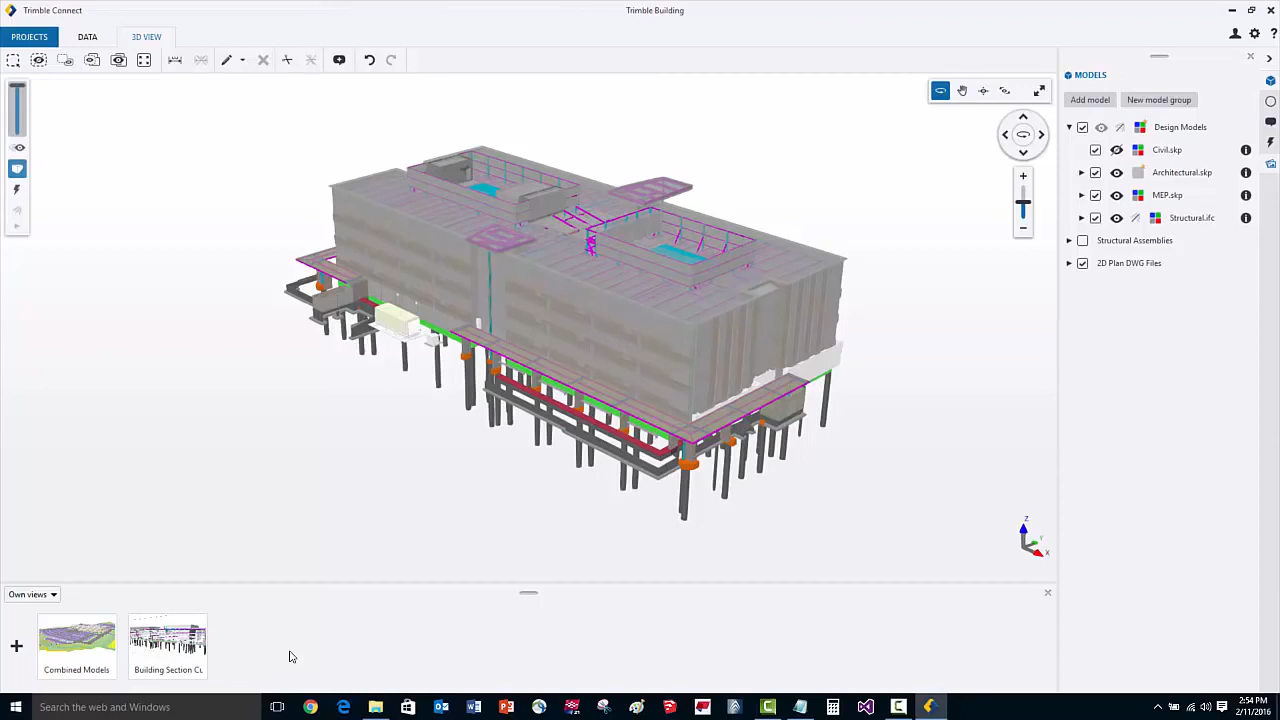 Trimble Connect
Trimble Building
PROJECTS
DATA
3D VIEW
?
MODELS
Add model
New model group
Design Models
Civil.skp
Architectural.skp
MEP.skp
Structural.ifc
Structural Assemblies
2D Plan DWG Files
Z
Y
X
Own views
Combined Models
Building Section Cu
Search the web and Windows
2:54 PM
2/11/2016